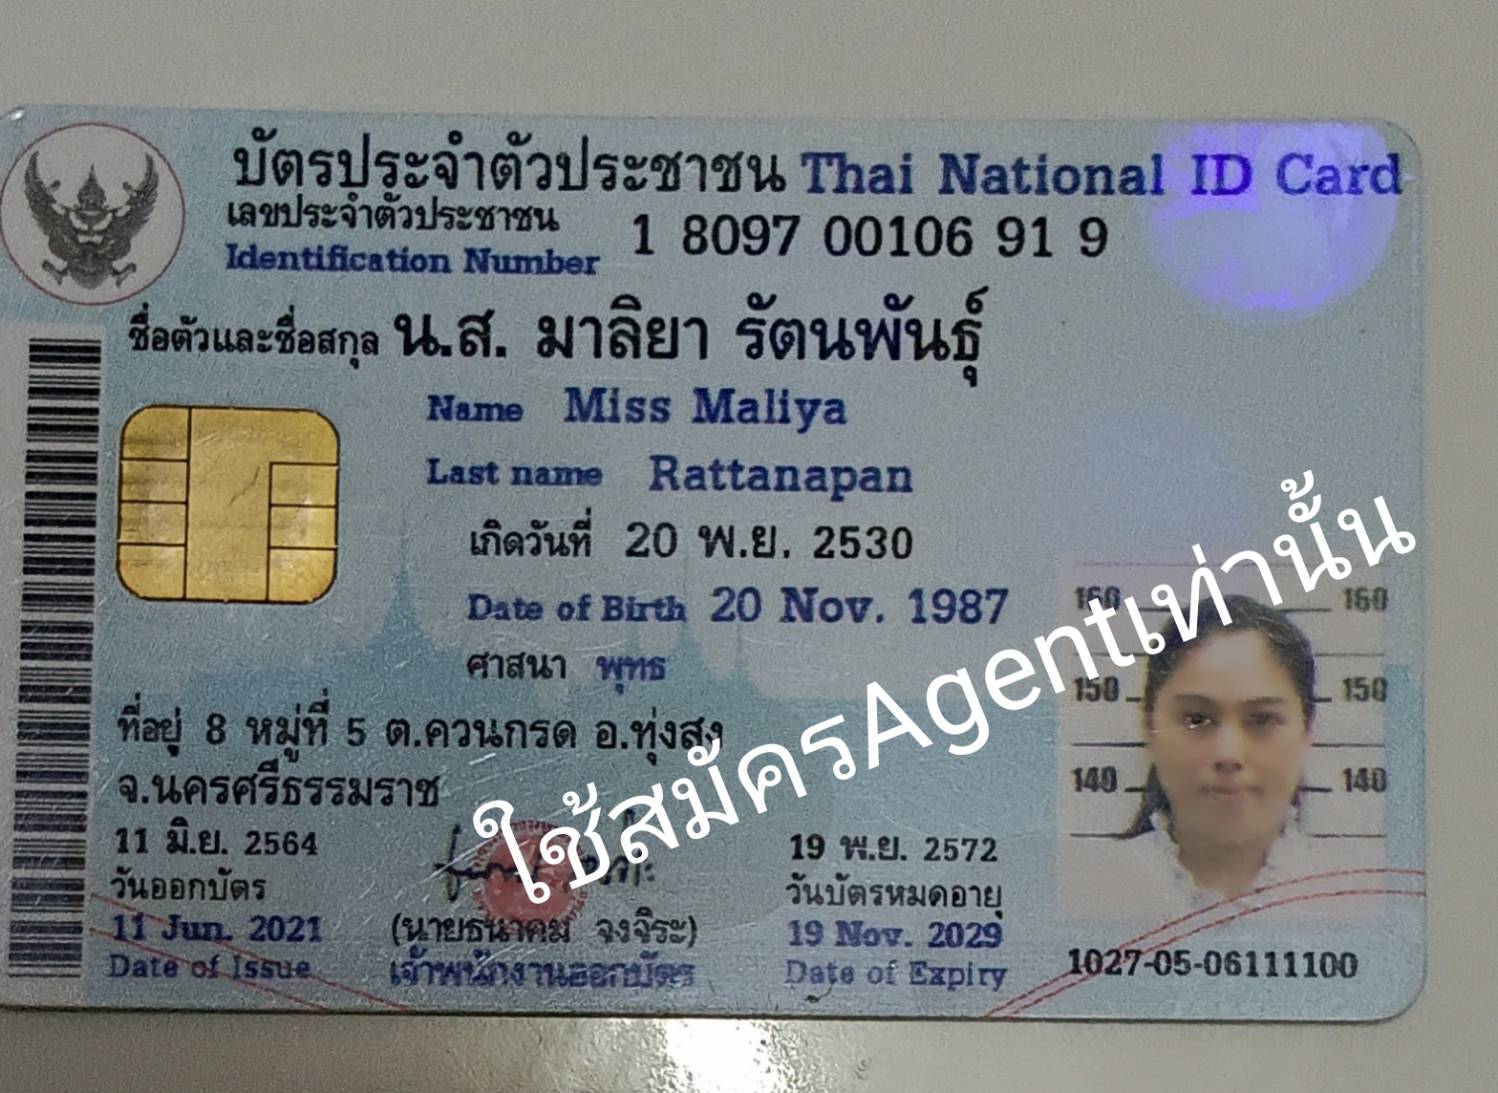 บัตรประจำตัวประชาชน Thai National ID Card
เลขประจำตัวประชาชน
Identification Number
1 8097 00106 91 9
ชื่อตัวและชื่อสกุล น.ส. มาลิยา รัตนพันธุ์
Name Miss Maliya
Last name Rattanapan
เกิดวันที่ 20 พ.ย. 2530
Date of Birth 20 Nov. 1987
ศาสนา พุทธ
ที่อยู่ 8 หมู่ที่ 5 ต.ควนกรด อ.ทุ่งสง
จ.นครศรีธรรมราช
11 มิ.ย. 2564
วันออกบัตร
11 Jun. 2021
Date of Issue
(นายธนาคม จงจิระ)
เจ้าพนักงานออกบัตร
19 พ.ย. 2572
วันบัตรหมดอายุ
19 Nov. 2029
Date of Expiry
160 160
150 150
140 140
1027-05-06111100
ใช้สมัครAgentเท่านั้น